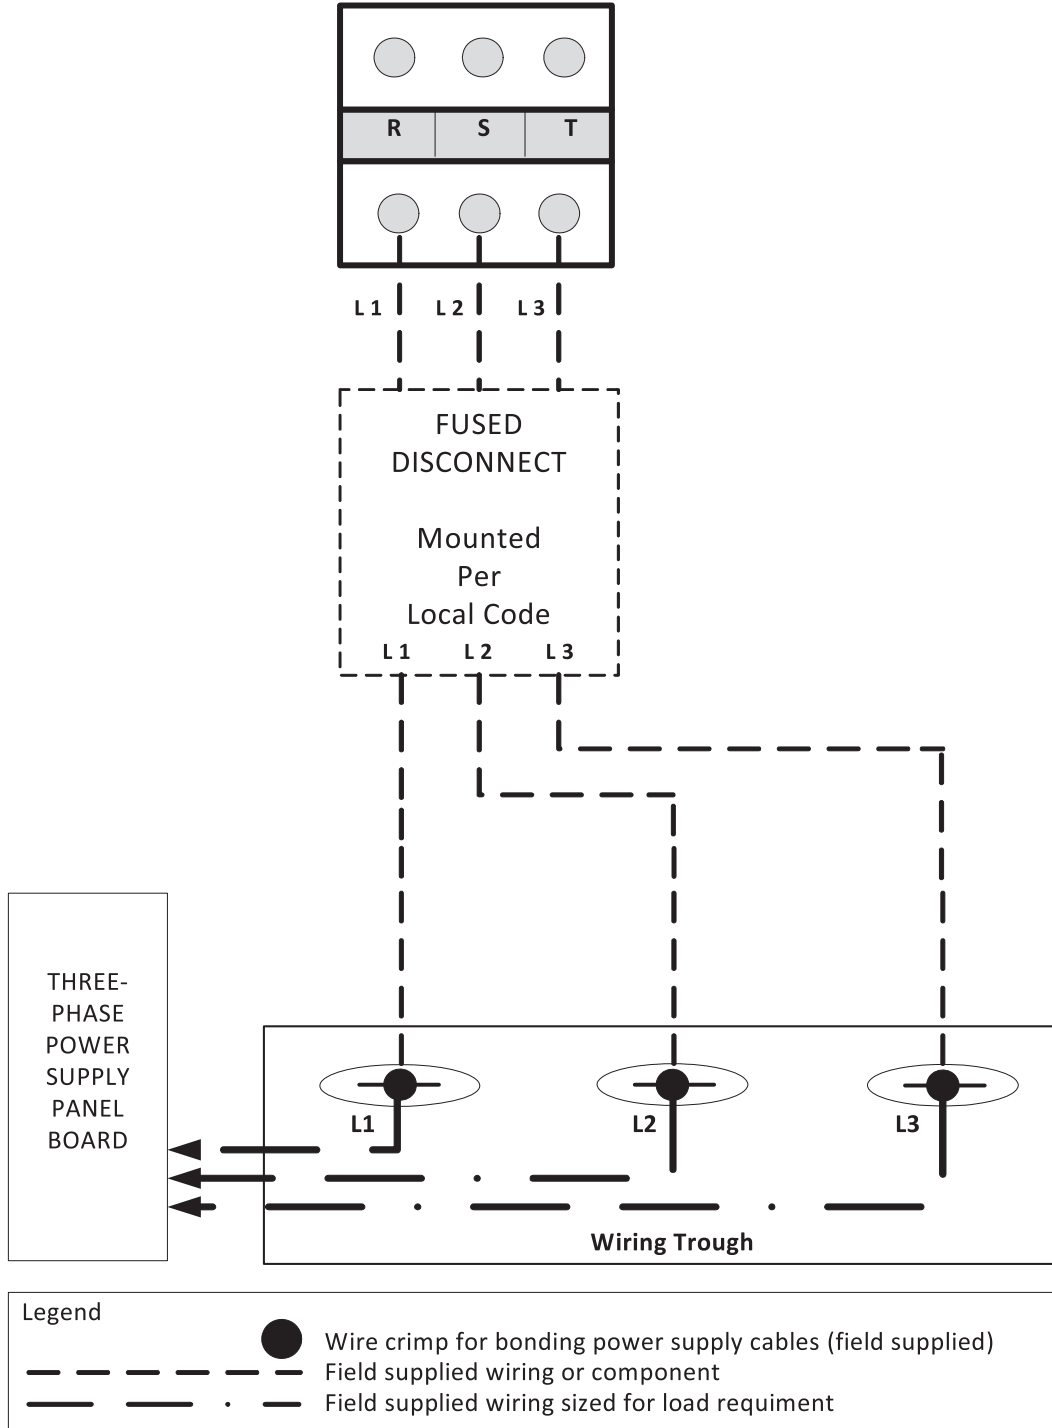 R S T
L 1 L 2 L 3
FUSED
DISCONNECT
Mounted
Per
Local Code
L 1 L 2 L 3
THREE-
PHASE
POWER
SUPPLY
PANEL
BOARD
L1 L2 L3
Wiring Trough
Legend
Wire crimp for bonding power supply cables (field supplied)
Field supplied wiring or component
Field supplied wiring sized for load requiment